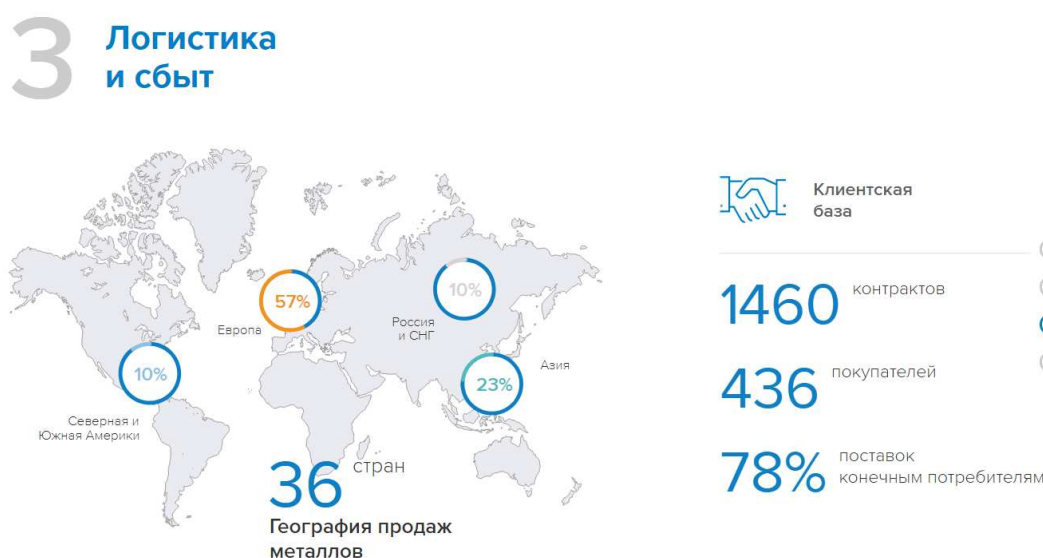 3
Логистика
и сбыт
57%
Европа
10%
Россия
и СНГ
10%
Северная и
Южная Америки
23%
Азия
36 стран
География продаж
металлов
Клиентская
база
1460 контрактов
436 покупателей
78% поставок
конечным потребителям